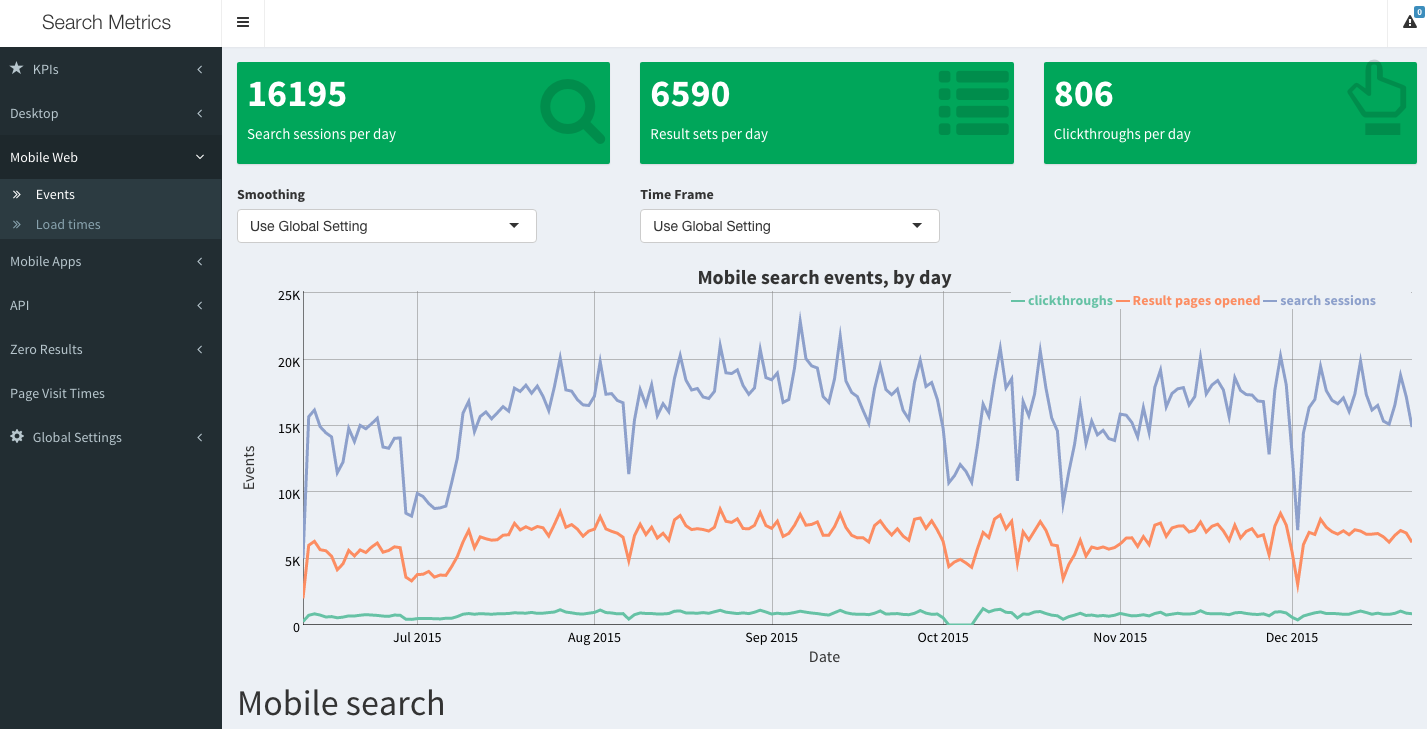 Search Metrics
0
KPIs
Desktop
Mobile Web
Events
Load times
Mobile Apps
API
Zero Results
Page Visit Times
Global Settings
16195
Search sessions per day
6590
Result sets per day
806
Clickthroughs per day
Smoothing
Use Global Setting
Time Frame
Use Global Setting
Mobile search events, by day
clickthroughs Result pages opened search sessions
Events
25K
20K
15K
10K
5K
0
Jul 2015 Aug 2015 Sep 2015 Oct 2015 Nov 2015 Dec 2015
Date
Mobile search